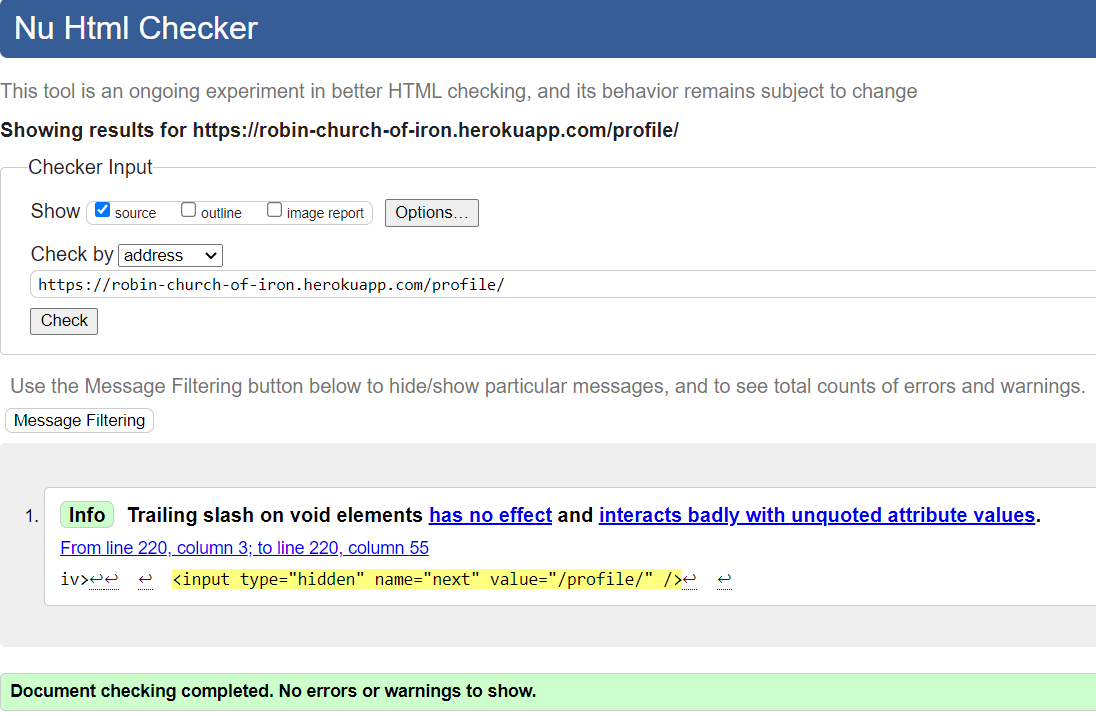 Nu Html Checker
This tool is an ongoing experiment in better HTML checking, and its behavior remains subject to change
Showing results for https://robin-church-of-iron.herokuapp.com/profile/
Checker Input
Show source outline image report Options...
Check by address
https://robin-church-of-iron.herokuapp.com/profile/
Check
Use the Message Filtering button below to hide/show particular messages, and to see total counts of errors and warnings.
Message Filtering
1. Info Trailing slash on void elements has no effect and interacts badly with unquoted attribute values.
From line 220, column 3; to line 220, column 55
iv>↩↩ ↩ <input type="hidden" name="next" value="/profile/" />↩ ↩
Document checking completed. No errors or warnings to show.